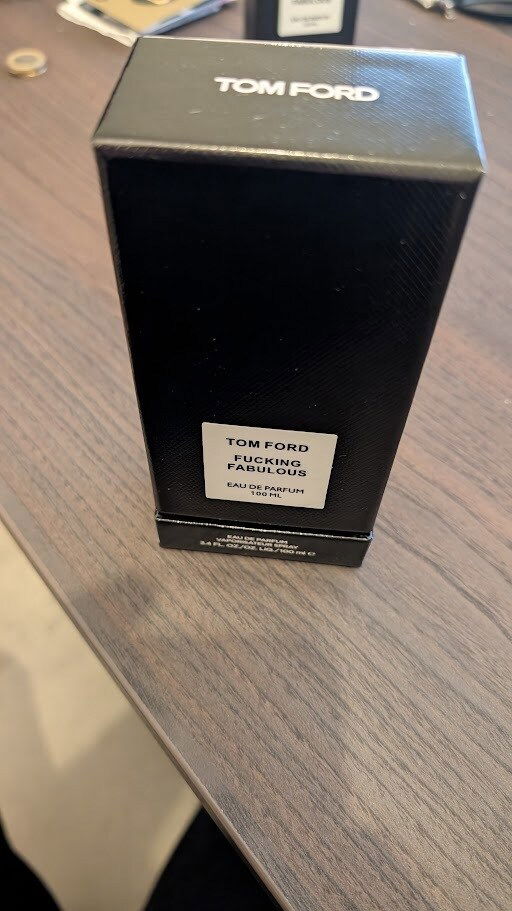 FABULOUS
TOM FORD
TOM FORD
FUCKING
FABULOUS
EAU DE PARFUM
100 ML
EAU DE PARFUM
VAPORISATEUR SPRAY
3.4 FL. OZ./OZ. LIQ./100 ml ℮